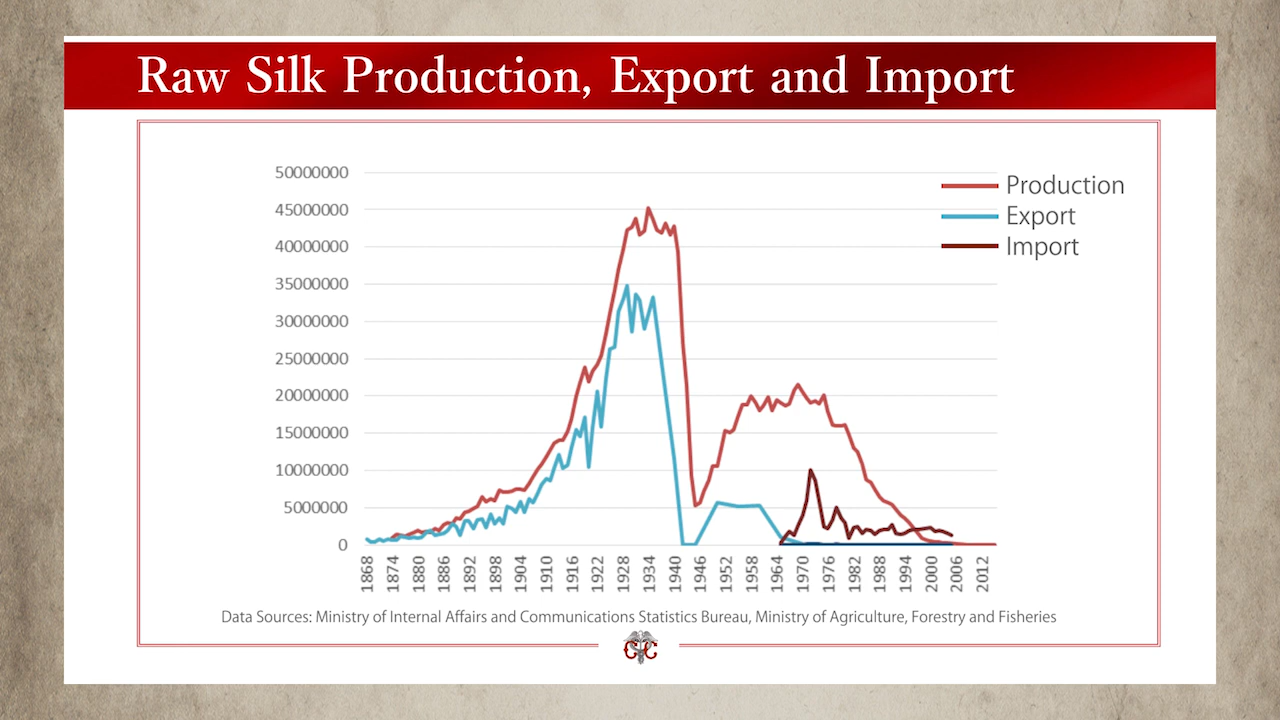 Raw Silk Production, Export and Import
50000000
45000000
40000000
35000000
30000000
25000000
20000000
15000000
10000000
5000000
0
Production
Export
Import
1868 1874 1880 1886 1892 1898 1904 1910 1916 1922 1928 1934 1940 1946 1952 1958 1964 1970 1976 1982 1988 1994 2000 2006 2012
Data Sources: Ministry of Internal Affairs and Communications Statistics Bureau, Ministry of Agriculture, Forestry and Fisheries
CC